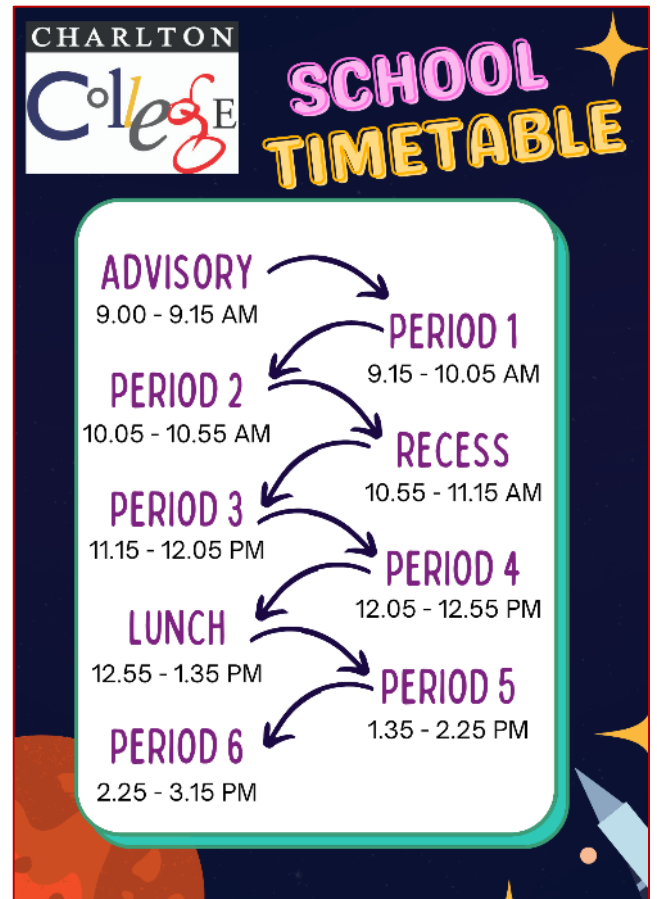 CHARLTON
CollegE
SCHOOL
TIMETABLE
ADVISORY
9.00 - 9.15 AM
PERIOD 1
9.15 - 10.05 AM
PERIOD 2
10.05 - 10.55 AM
RECESS
10.55 - 11.15 AM
PERIOD 3
11.15 - 12.05 PM
PERIOD 4
12.05 - 12.55 PM
LUNCH
12.55 - 1.35 PM
PERIOD 5
1.35 - 2.25 PM
PERIOD 6
2.25 - 3.15 PM